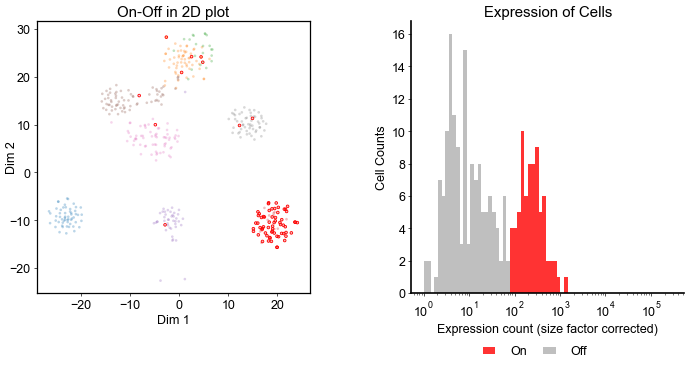 On-Off in 2D plot
30
20
10
0
−10
−20
Dim 2
−20 −10 0 10 20
Dim 1
Expression of Cells
16
14
12
10
8
6
4
2
0
Cell Counts
10⁰ 10¹ 10² 10³ 10⁴ 10⁵
Expression count (size factor corrected)
On Off